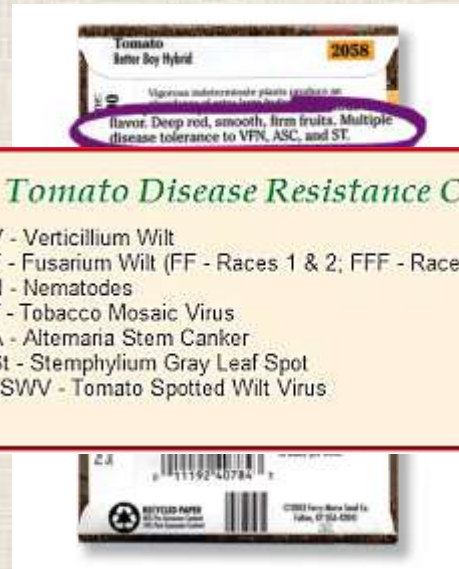 Tomato
Better Boy Hybrid
2058
Vigorous indeterminate plants produce an
flavor. Deep red, smooth, firm fruits. Multiple
disease tolerance to VFN, ASC, and ST.
Tomato Disease Resistance C
- Verticillium Wilt
- Fusarium Wilt (FF - Races 1 & 2; FFF - Race
- Nematodes
- Tobacco Mosaic Virus
- Alternaria Stem Canker
St - Stemphylium Gray Leaf Spot
SWV - Tomato Spotted Wilt Virus
11192 40784
RECYCLED PAPER